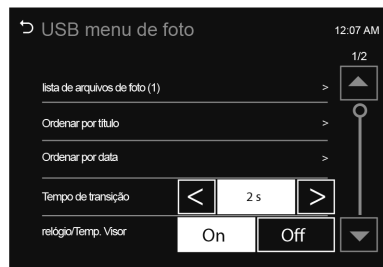 USB menu de foto
12:07 AM
1/2
lista de arquivos de foto (1) >
Ordenar por título >
Ordenar por data >
Tempo de transição < 2 s >
relógio/Temp. Visor On Off